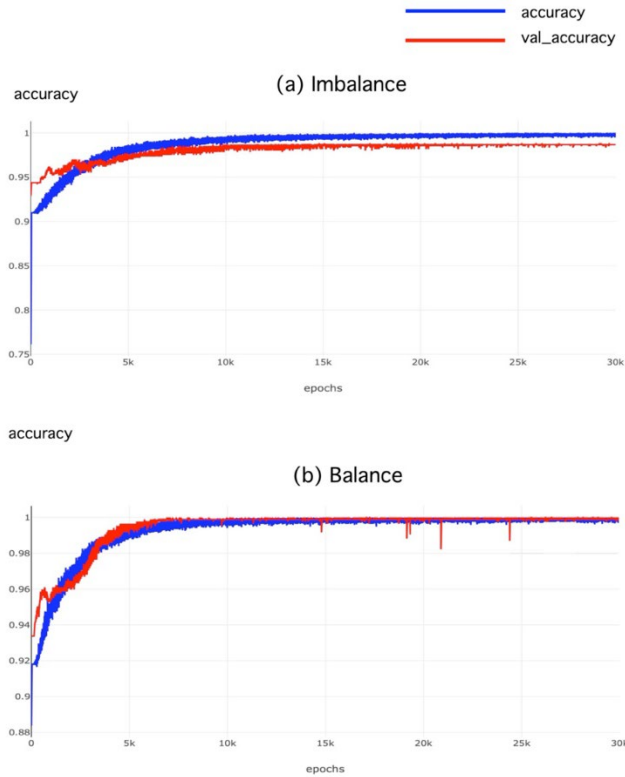 accuracy
val_accuracy
(a) Imbalance
accuracy
1
0.95
0.9
0.85
0.8
0.75
0 5k 10k 15k 20k 25k 30k
epochs
accuracy
(b) Balance
1
0.98
0.96
0.94
0.92
0.9
0.88
0 5k 10k 15k 20k 25k 30k
epochs